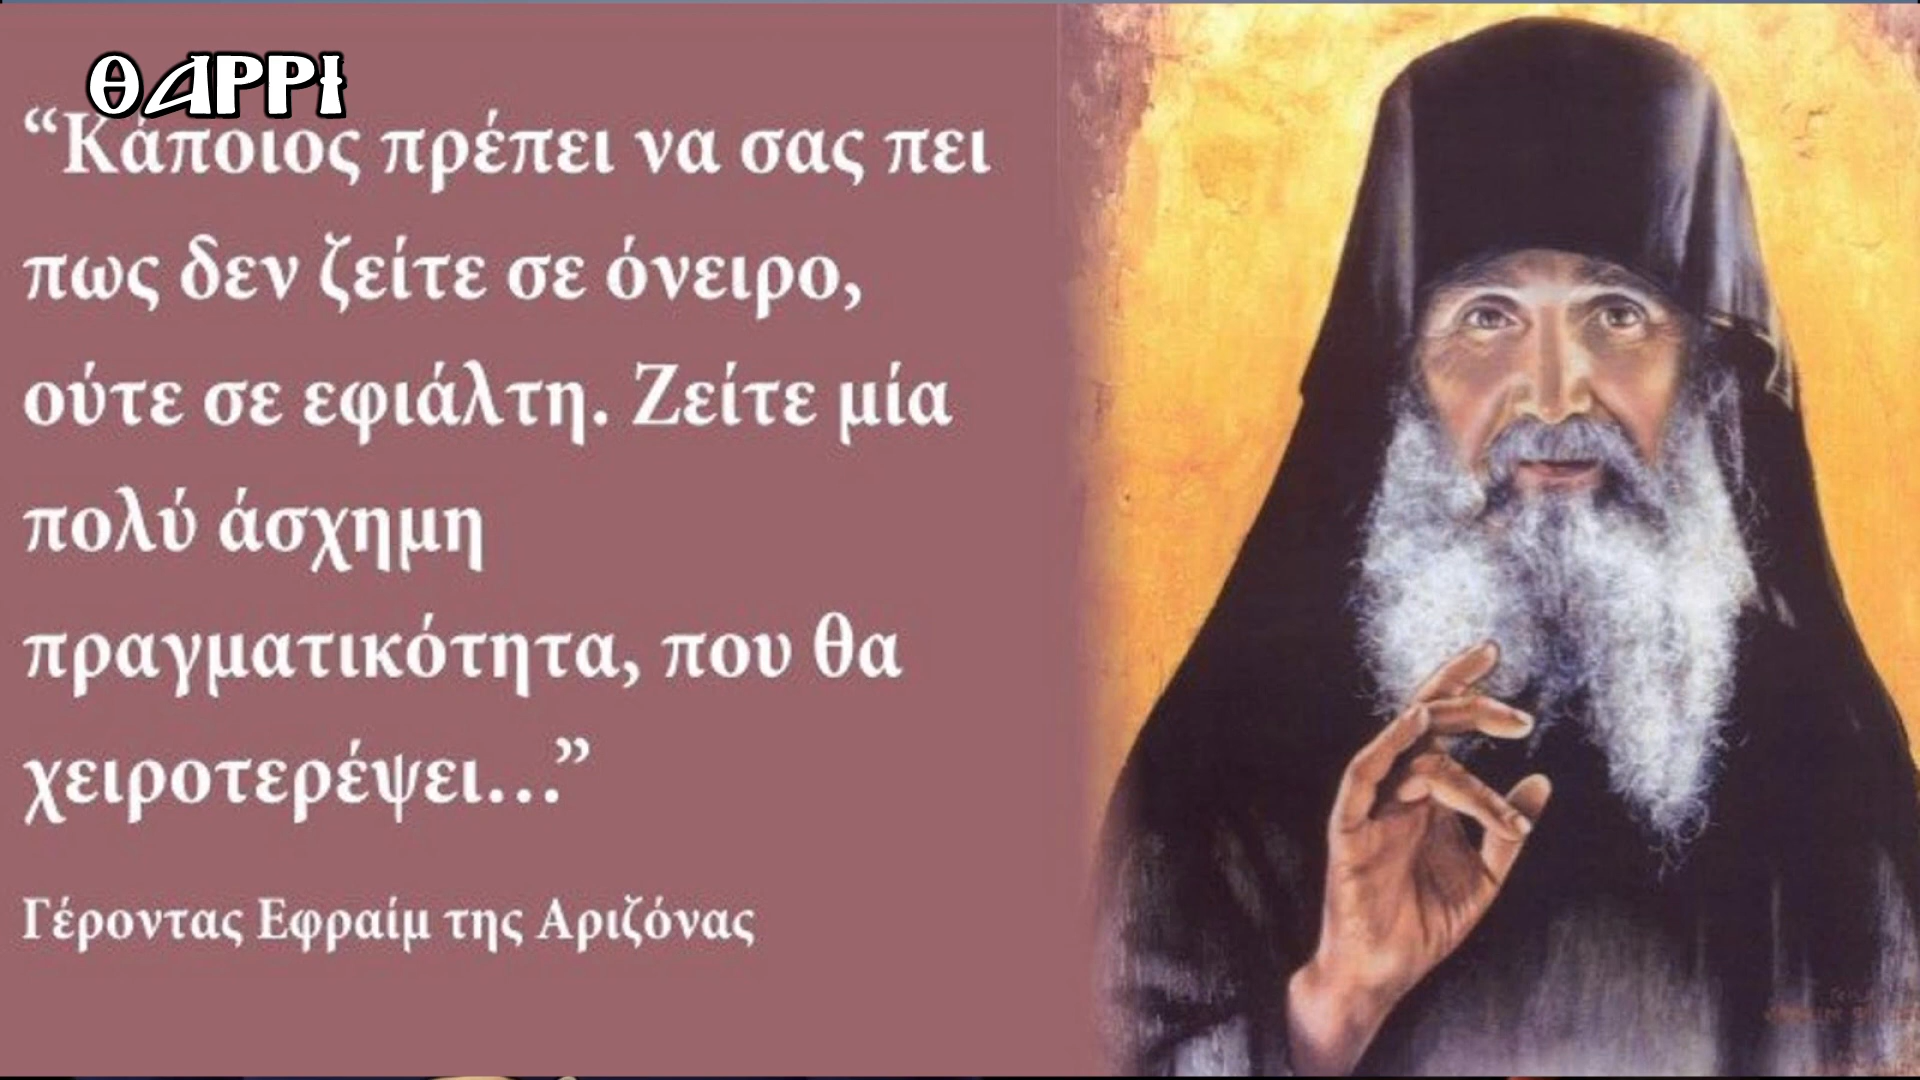 ΘΑΡΡΙ
“Κάποιος πρέπει να σας πει
πως δεν ζείτε σε όνειρο,
ούτε σε εφιάλτη. Ζείτε μία
πολύ άσχημη
πραγματικότητα, που θα
χειροτερέψει…”
Γέροντας Εφραίμ της Αριζόνας